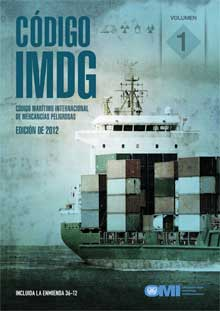 CÓDIGO
IMDG
CÓDIGO MARÍTIMO INTERNACIONAL
DE MERCANCÍAS PELIGROSAS
EDICIÓN DE 2012
VOLUMEN
1
INCLUIDA LA ENMIENDA 36-12
OMI